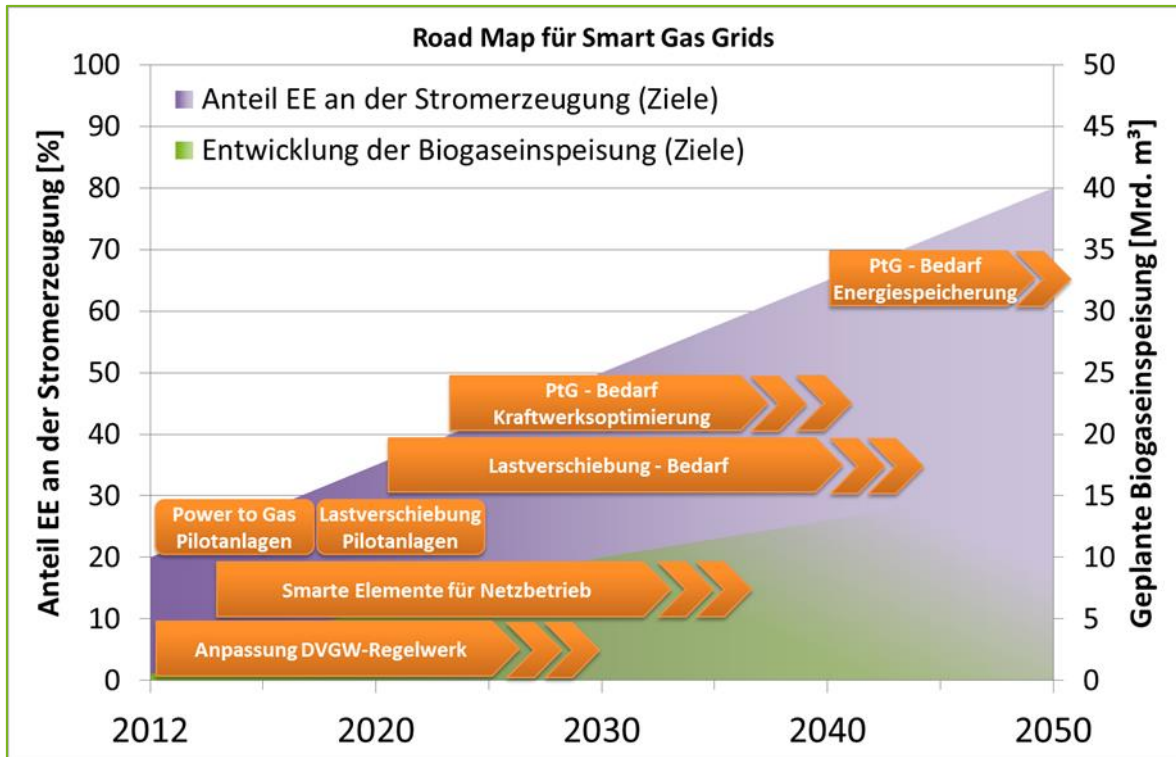 Road Map für Smart Gas Grids
Anteil EE an der Stromerzeugung [%]
100
90
80
70
60
50
40
30
20
10
0
Anteil EE an der Stromerzeugung (Ziele)
Entwicklung der Biogaseinspeisung (Ziele)
PtG - Bedarf
Energiespeicherung
PtG - Bedarf
Kraftwerksoptimierung
Lastverschiebung - Bedarf
Power to Gas
Pilotanlagen
Lastverschiebung
Pilotanlagen
Smarte Elemente für Netzbetrieb
Anpassung DVGW-Regelwerk
50
45
40
35
30
25
20
15
10
5
0
Geplante Biogaseinspeisung [Mrd. m³]
2012 2020 2030 2040 2050